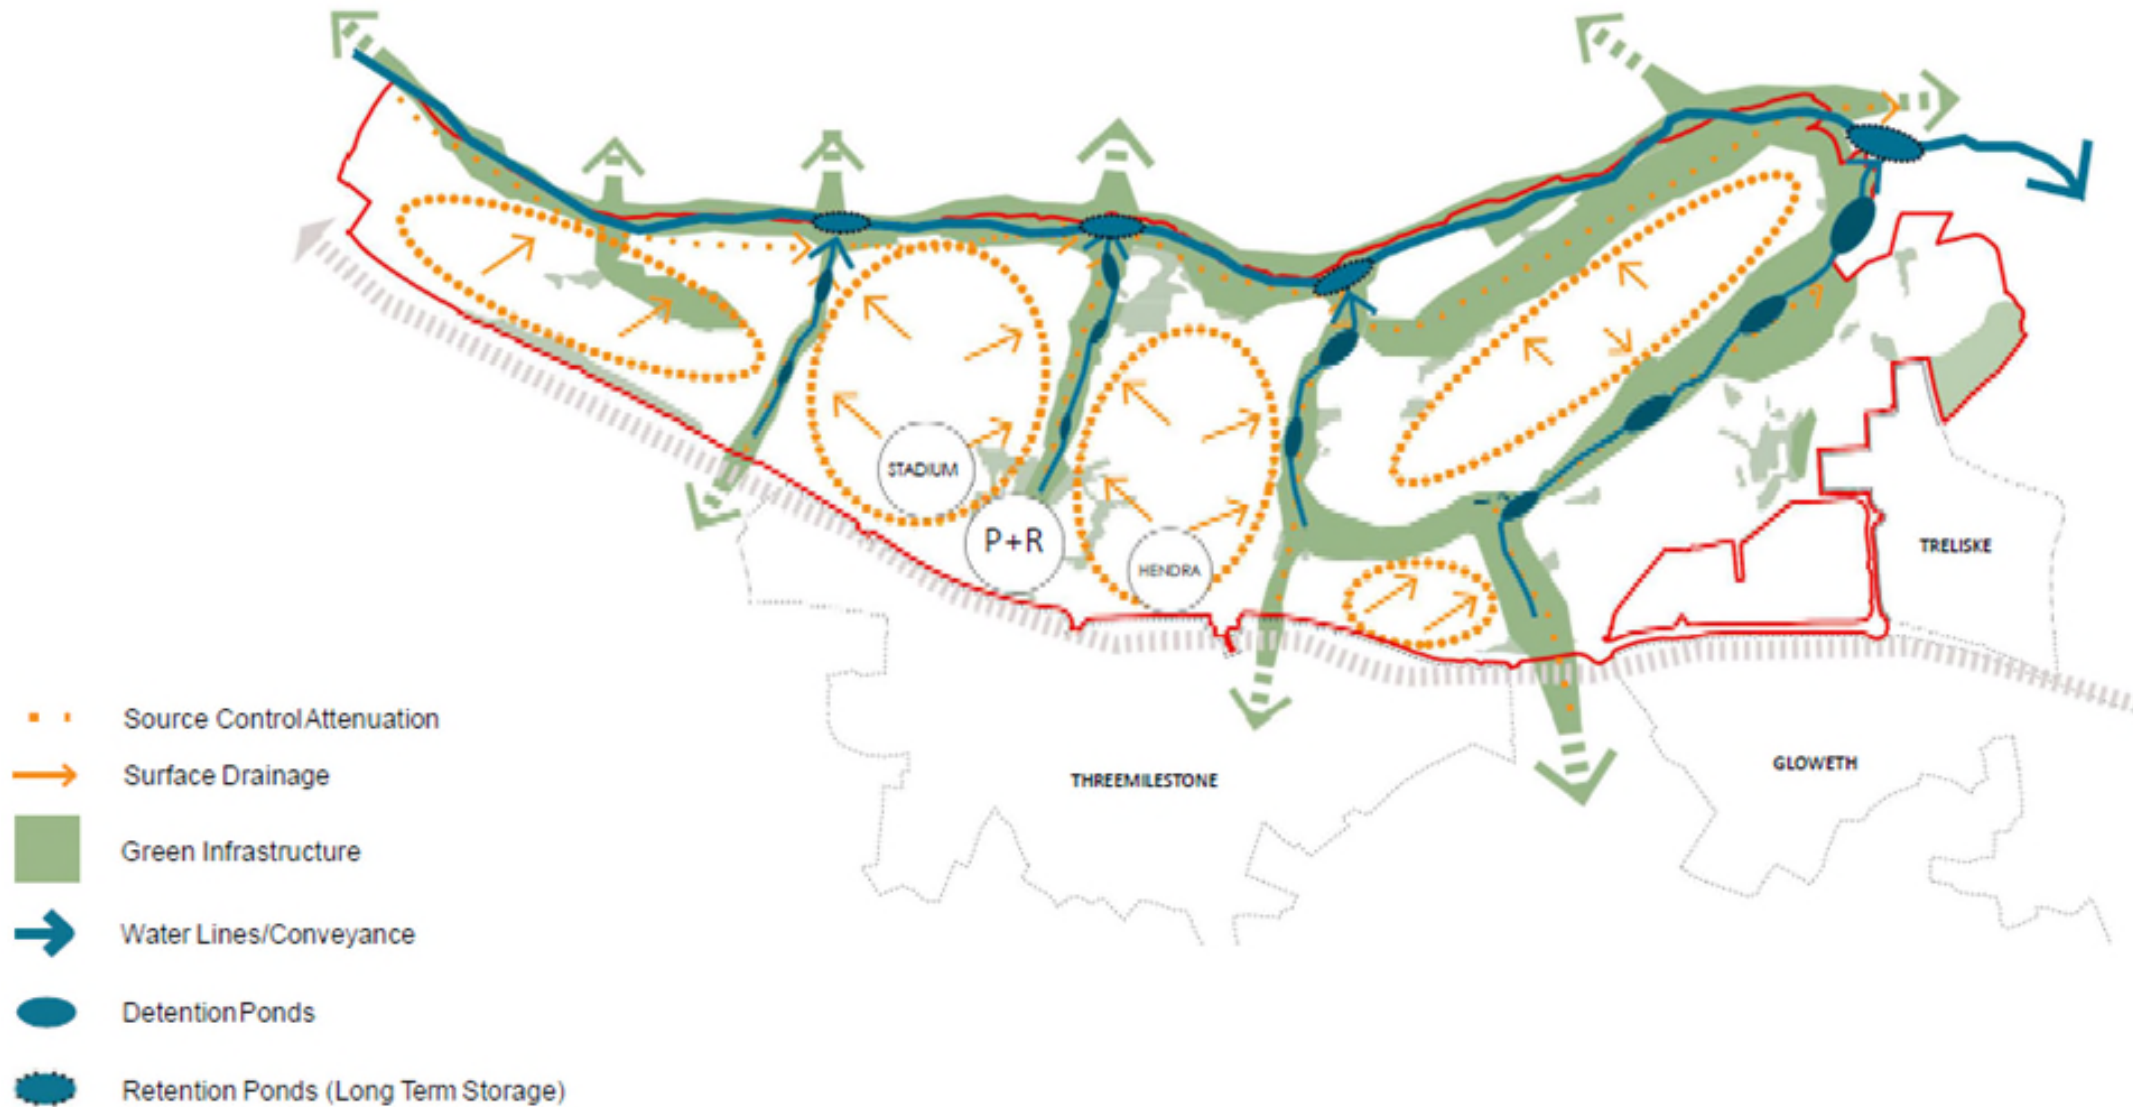 STADIUM
P+R
HENDRA
TRELISKE
THREEMILESTONE
GLOWETH
Source Control Attenuation
Surface Drainage
Green Infrastructure
Water Lines/Conveyance
Detention Ponds
Retention Ponds (Long Term Storage)